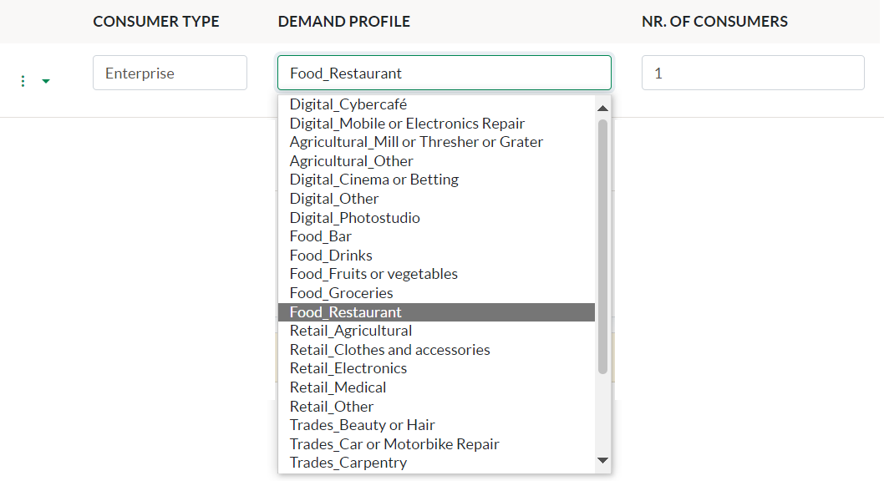 CONSUMER TYPE DEMAND PROFILE NR. OF CONSUMERS
Enterprise Food_Restaurant 1
Digital_Cybercafé
Digital_Mobile or Electronics Repair
Agricultural_Mill or Thresher or Grater
Agricultural_Other
Digital_Cinema or Betting
Digital_Other
Digital_Photostudio
Food_Bar
Food_Drinks
Food_Fruits or vegetables
Food_Groceries
Food_Restaurant
Retail_Agricultural
Retail_Clothes and accessories
Retail_Electronics
Retail_Medical
Retail_Other
Trades_Beauty or Hair
Trades_Car or Motorbike Repair
Trades_Carpentry